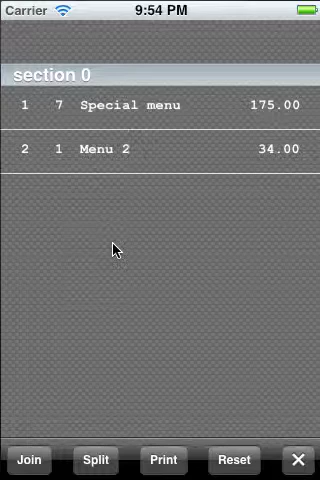 Carrier 9:54 PM
section 0
1 7 Special menu 175.00
2 1 Menu 2 34.00
Join Split Print Reset ✕